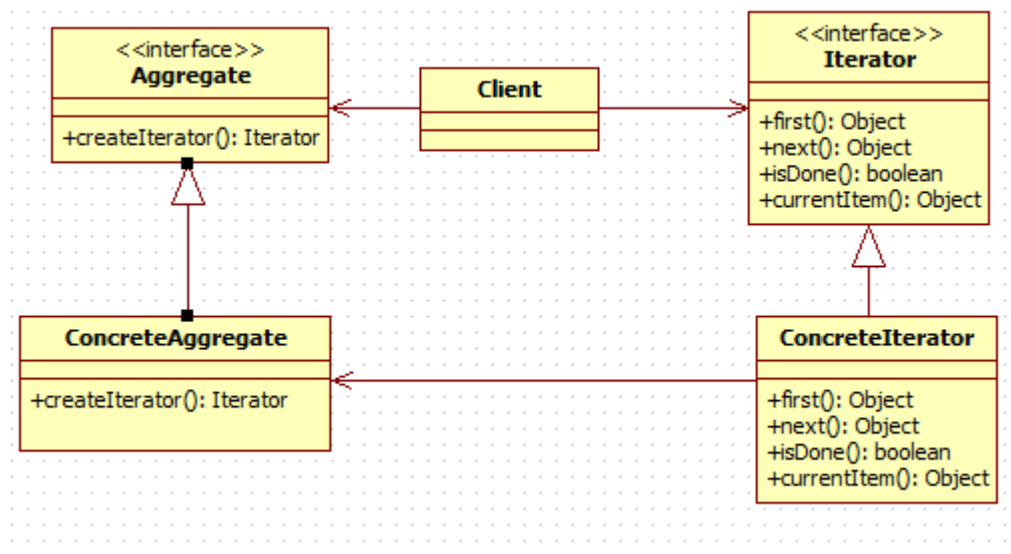 <<interface>>
Aggregate
+createIterator(): Iterator
Client
<<interface>>
Iterator
+first(): Object
+next(): Object
+isDone(): boolean
+currentItem(): Object
ConcreteAggregate
+createIterator(): Iterator
ConcreteIterator
+first(): Object
+next(): Object
+isDone(): boolean
+currentItem(): Object